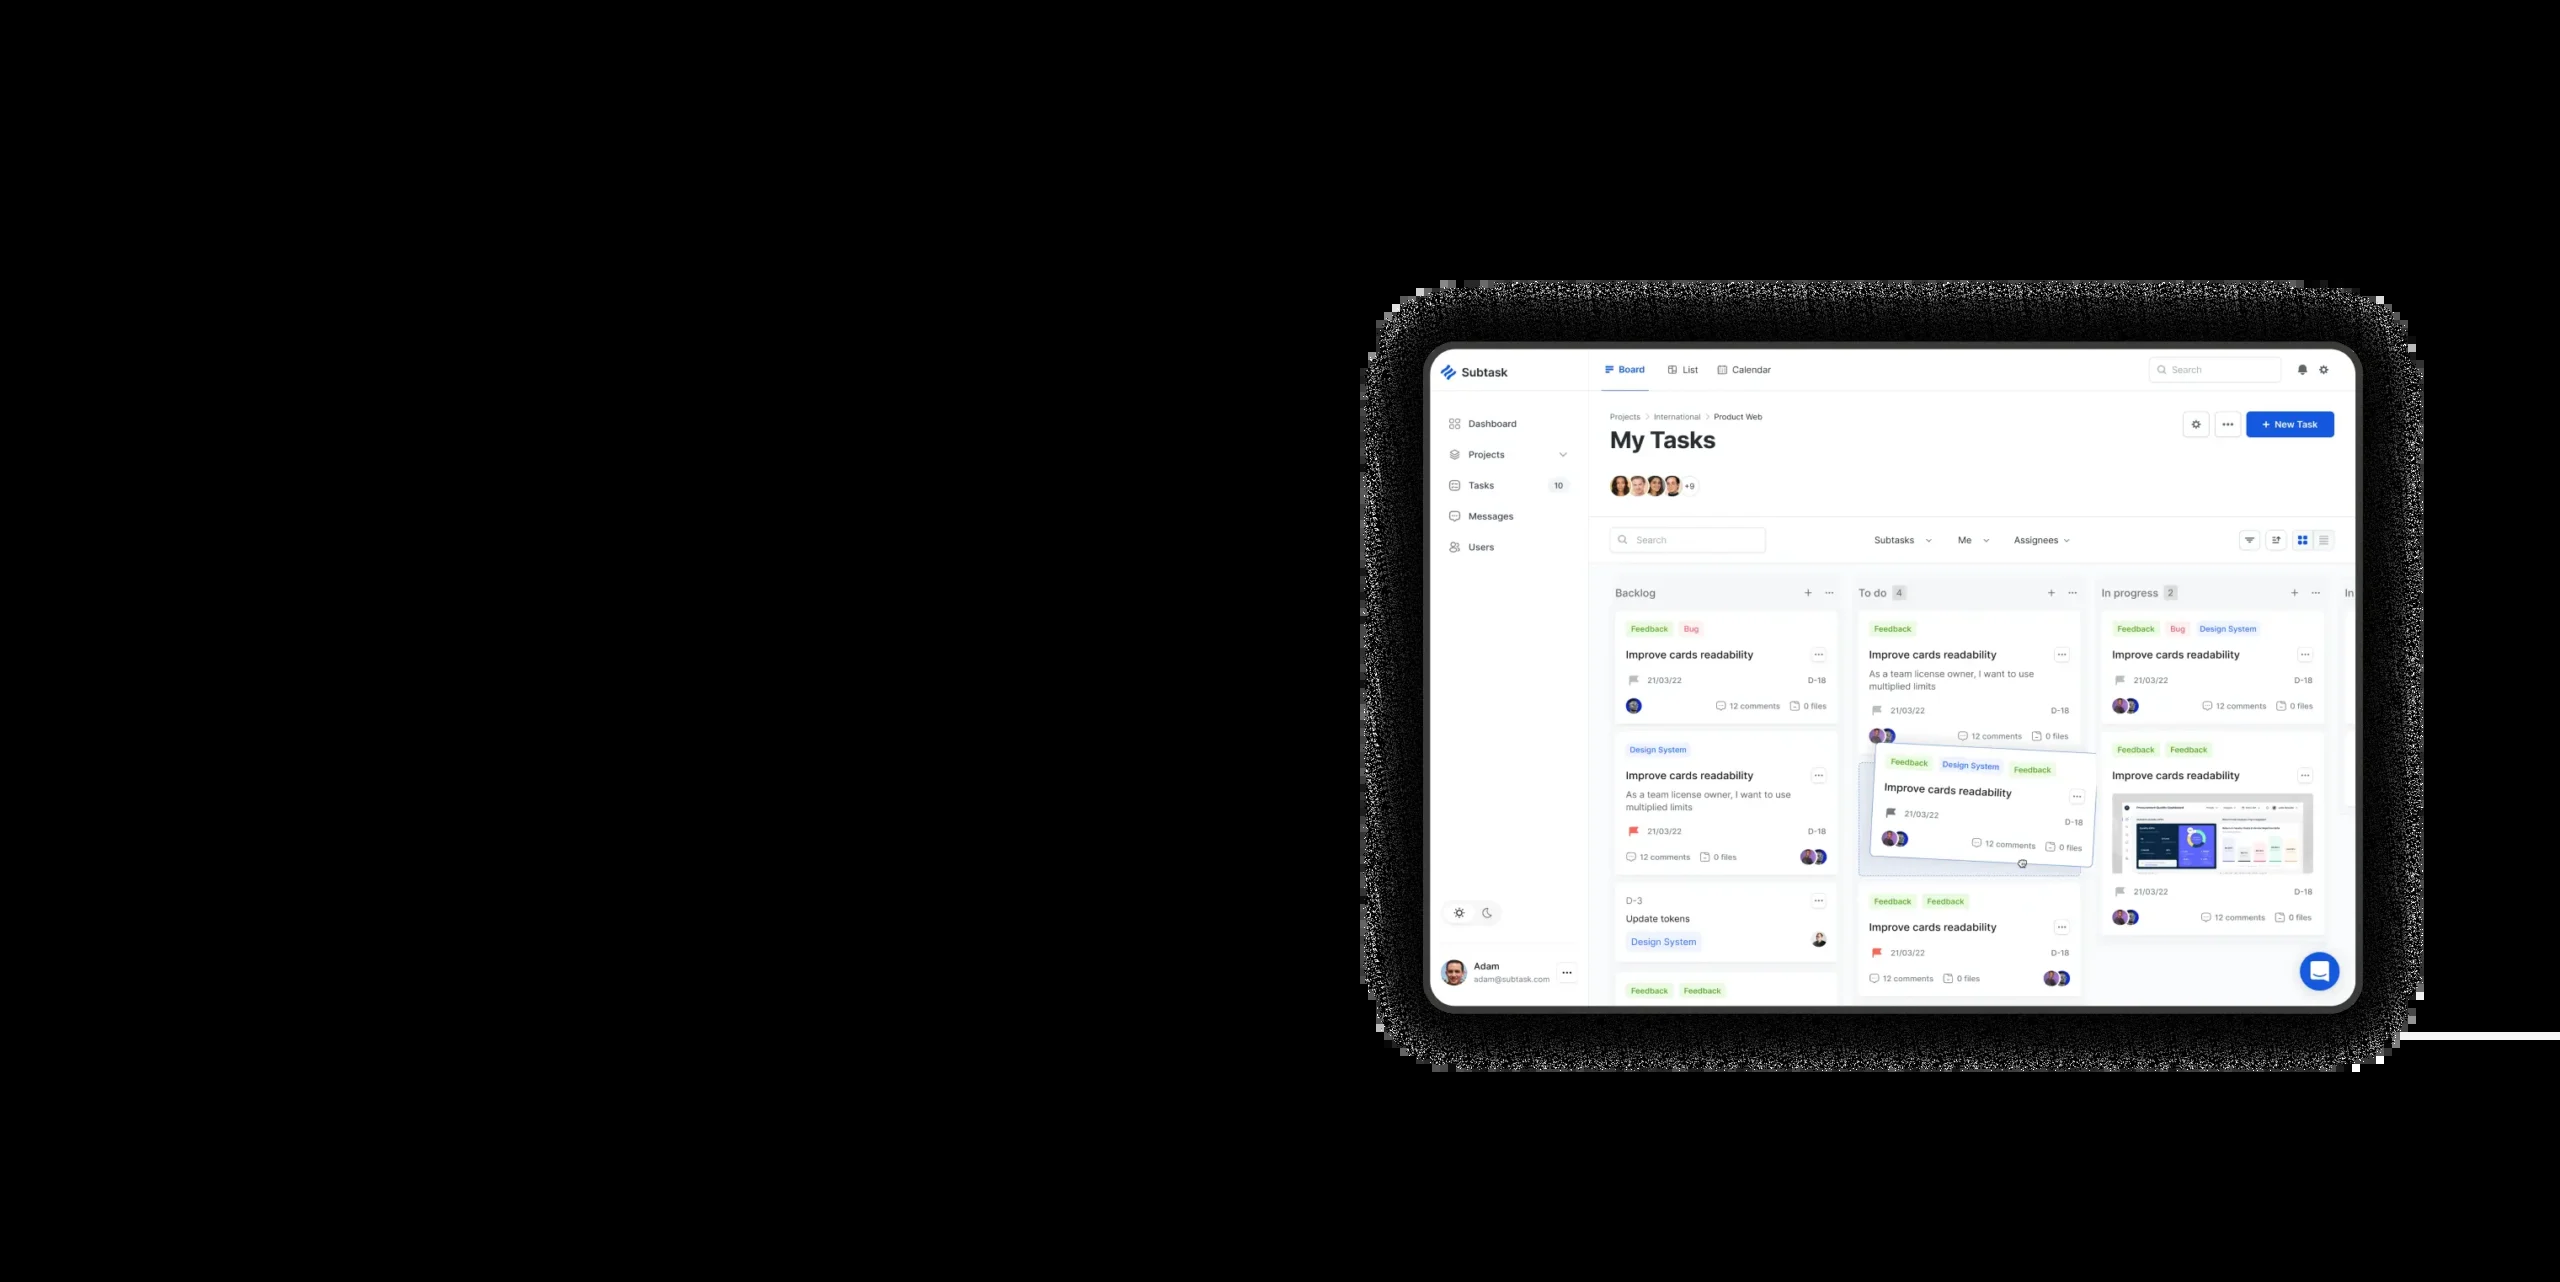 Subtask
Dashboard
Projects
Tasks 10
Messages
Users
Adam
adam@subtask.com
Board List Calendar
Search
Projects > International > Product Web
My Tasks
+ New Task
+9
Search
Subtasks Me Assignees
Backlog
Feedback Bug
Improve cards readability
21/03/22 D-18
12 comments 0 files
Design System
Improve cards readability
As a team license owner, I want to use
multiplied limits
21/03/22 D-18
12 comments 0 files
D-3
Update tokens
Design System
Feedback Feedback
To do 4
Feedback
Improve cards readability
As a team license owner, I want to use
multiplied limits
21/03/22 D-18
12 comments 0 files
Feedback Design System Feedback
Improve cards readability
21/03/22 D-18
12 comments 0 files
Feedback Feedback
Improve cards readability
21/03/22 D-18
12 comments 0 files
In progress 2
Feedback Bug Design System
Improve cards readability
21/03/22 D-18
12 comments 0 files
Feedback Feedback
Improve cards readability
21/03/22 D-18
12 comments 0 files
In